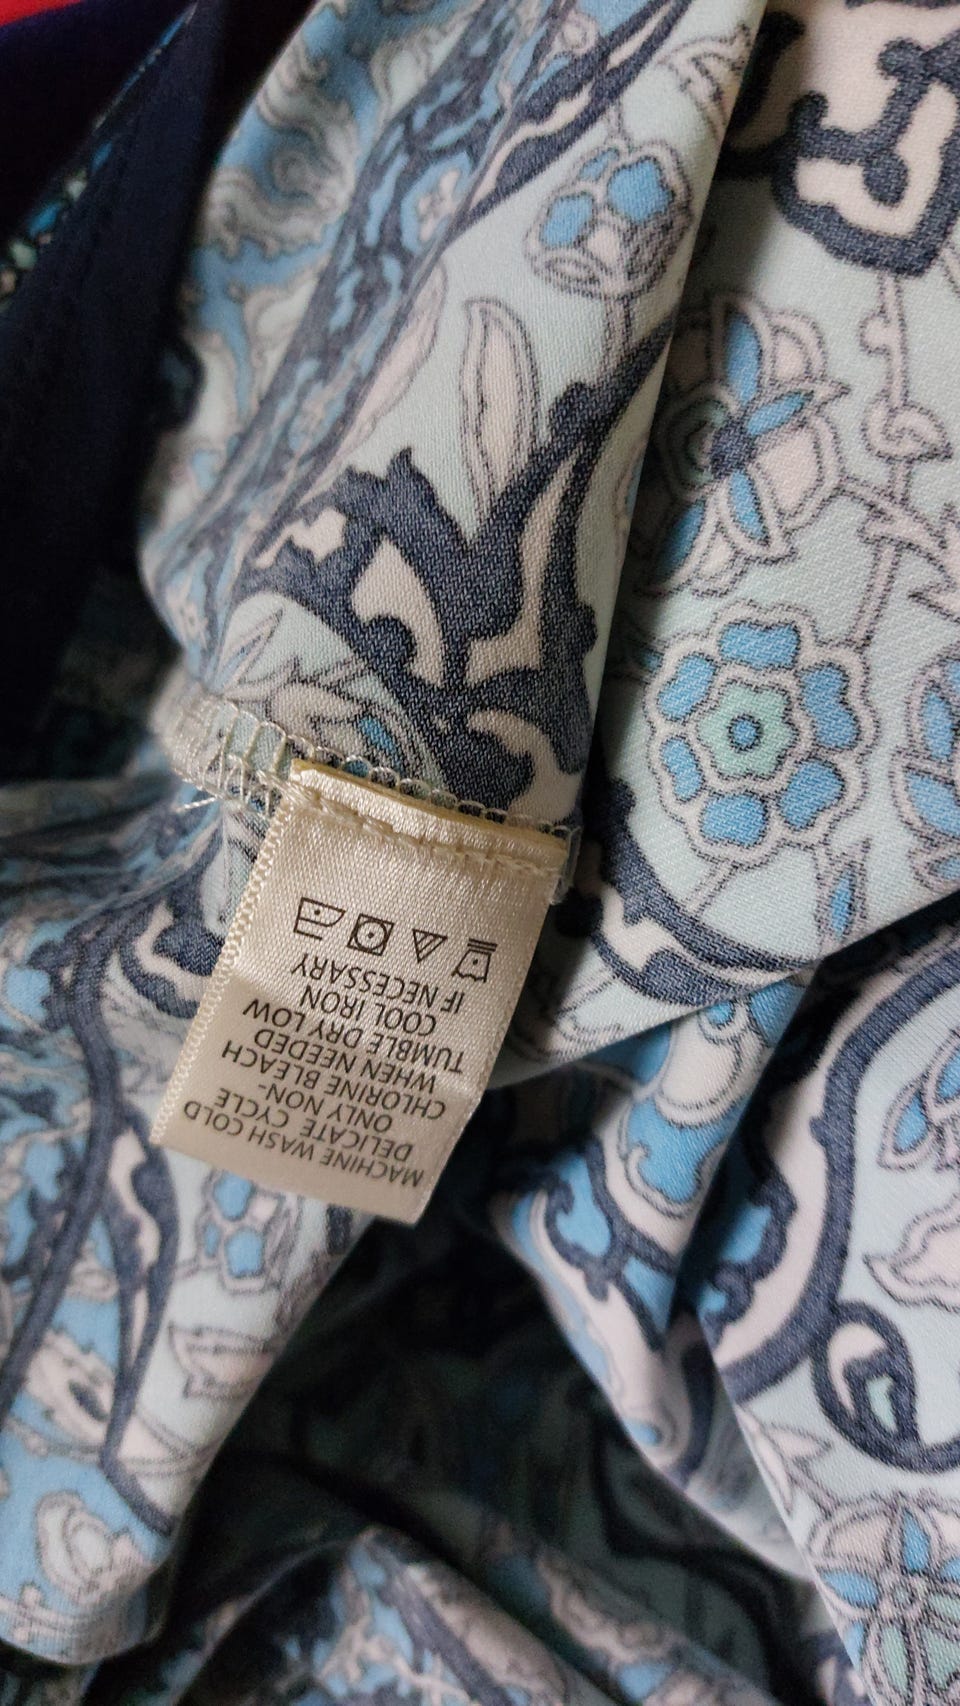 MACHINE WASH COLD
DELICATE CYCLE
ONLY NON-
CHLORINE BLEACH
WHEN NEEDED
TUMBLE DRY LOW
COOL IRON
IF NECESSARY